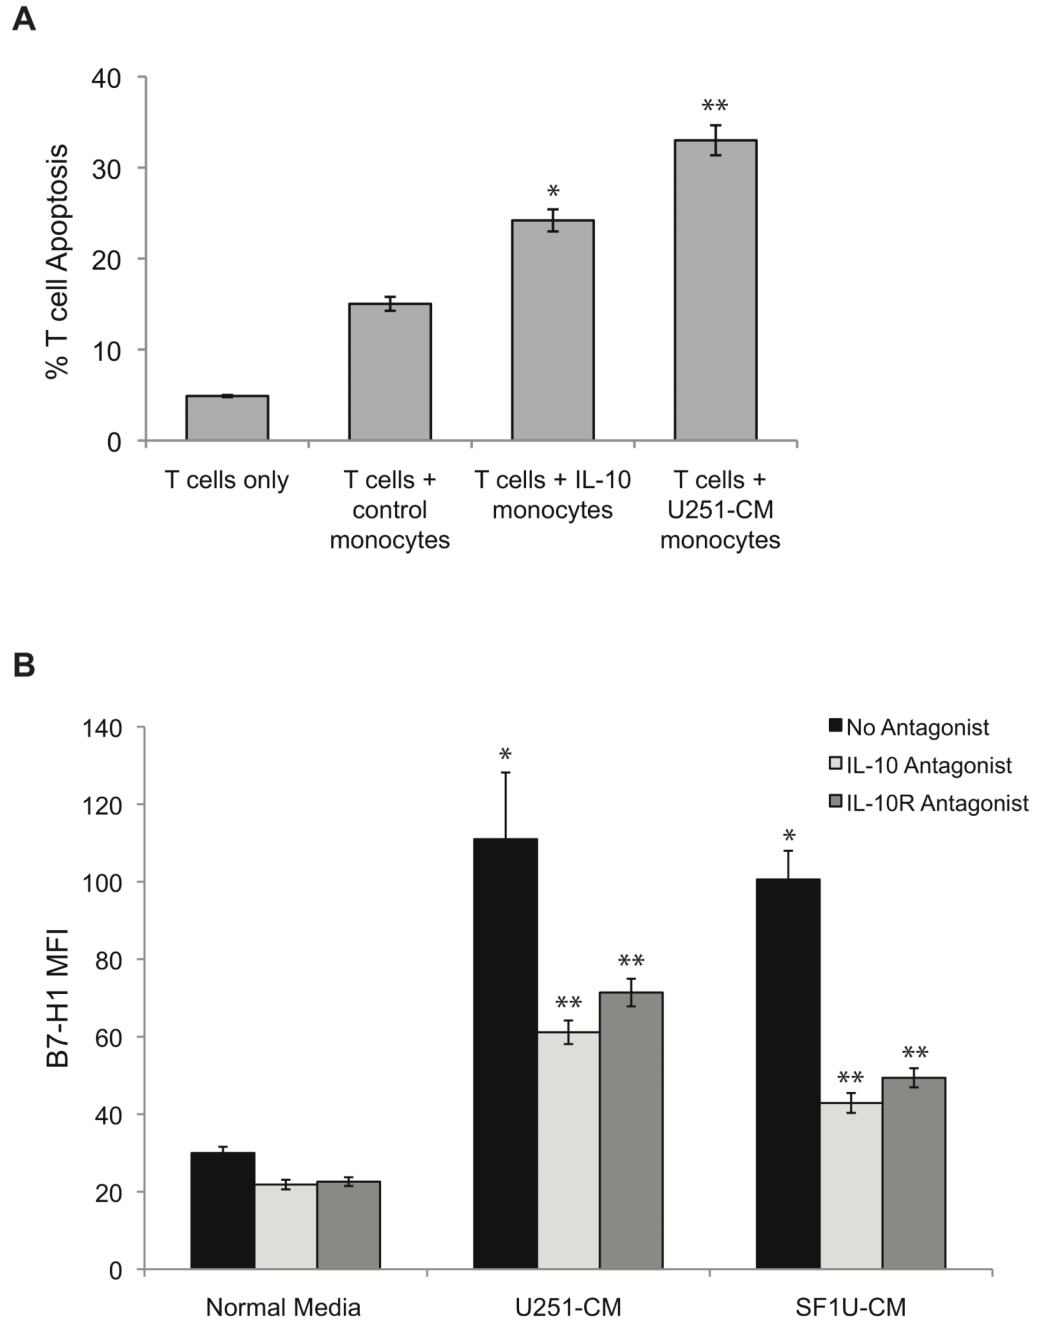 A
% T cell Apoptosis
40
30
20
10
0
*
**
T cells only
T cells +
control
monocytes
T cells + IL-10
monocytes
T cells +
U251-CM
monocytes
B
B7-H1 MFI
140
120
100
80
60
40
20
0
*
**
**
*
**
**
No Antagonist
IL-10 Antagonist
IL-10R Antagonist
Normal Media
U251-CM
SF1U-CM